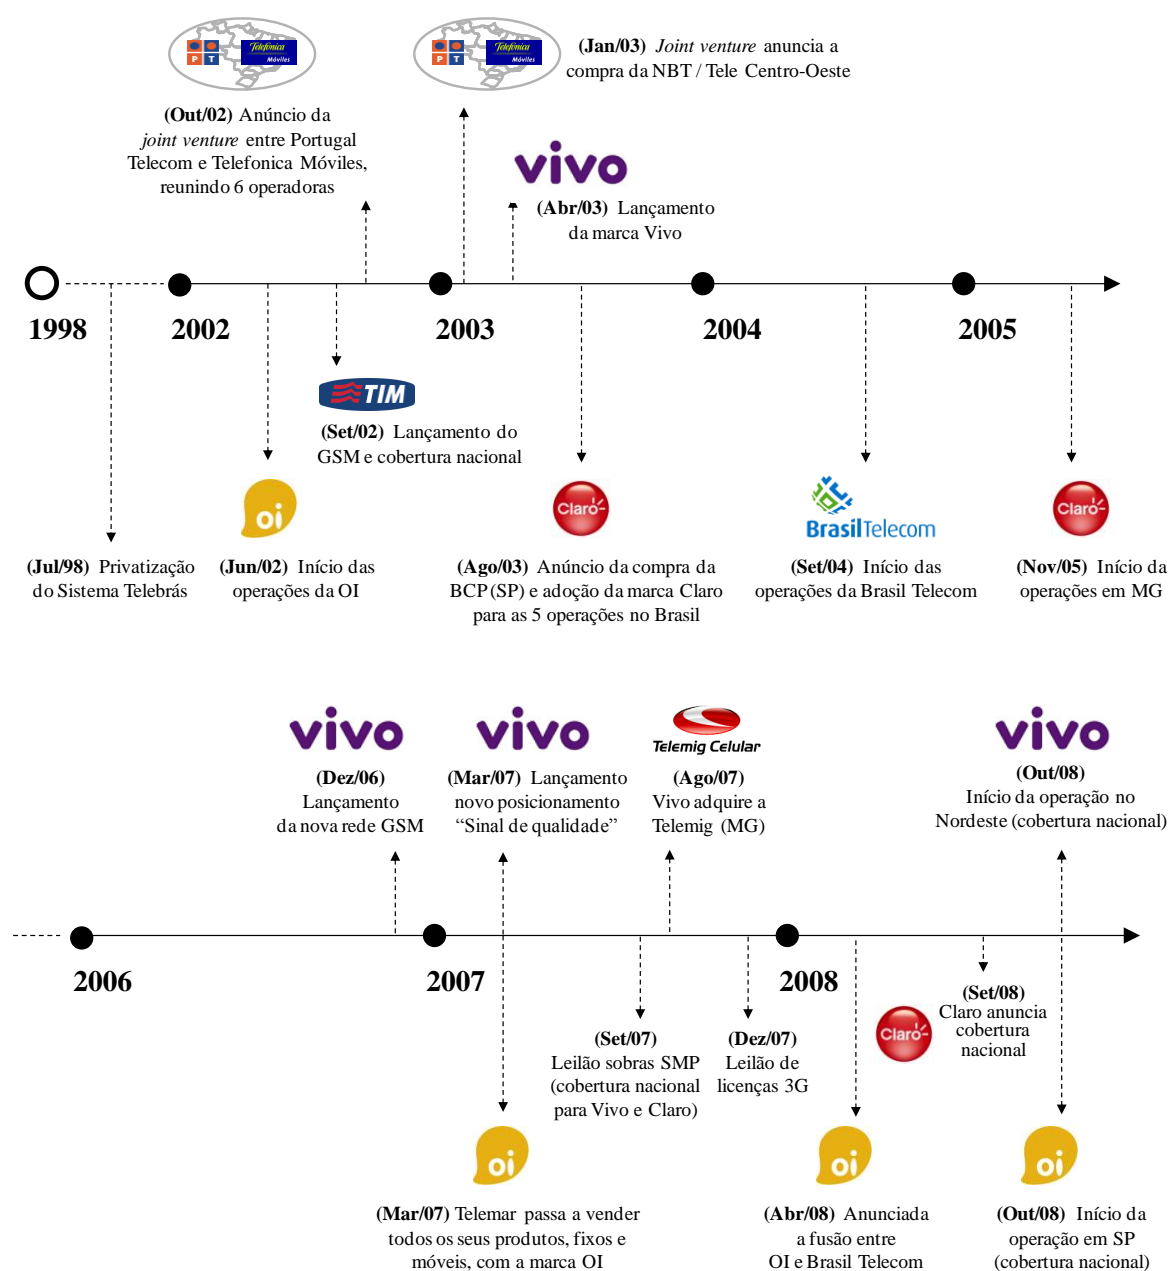 PT
Telefónica
Móviles
PT
Telefónica
Móviles
(Jan/03) Joint venture anuncia a
compra da NBT / Tele Centro-Oeste
(Out/02) Anúncio da
joint venture entre Portugal
Telecom e Telefonica Móviles,
reunindo 6 operadoras
vivo
(Abr/03) Lançamento
da marca Vivo
1998
2002
2003
2004
2005
TIM
(Set/02) Lançamento do
GSM e cobertura nacional
oi
Claro
BrasilTelecom
Claro
(Jul/98) Privatização
do Sistema Telebrás
(Jun/02) Início das
operações da OI
(Ago/03) Anúncio da compra da
BCP (SP) e adoção da marca Claro
para as 5 operações no Brasil
(Set/04) Início das
operações da Brasil Telecom
(Nov/05) Início da
operações em MG
vivo
(Dez/06)
Lançamento
da nova rede GSM
vivo
(Mar/07) Lançamento
novo posicionamento
“Sinal de qualidade”
Telemig Celular
(Ago/07)
Vivo adquire a
Telemig (MG)
vivo
(Out/08)
Início da operação no
Nordeste (cobertura nacional)
2006
2007
2008
(Set/07)
Leilão sobras SMP
(cobertura nacional
para Vivo e Claro)
(Dez/07)
Leilão de
licenças 3G
Claro
(Set/08)
Claro anuncia
cobertura
nacional
oi
(Mar/07) Telemar passa a vender
todos os seus produtos, fixos e
móveis, com a marca OI
oi
(Abr/08) Anunciada
a fusão entre
OI e Brasil Telecom
oi
(Out/08) Início da
operação em SP
(cobertura nacional)